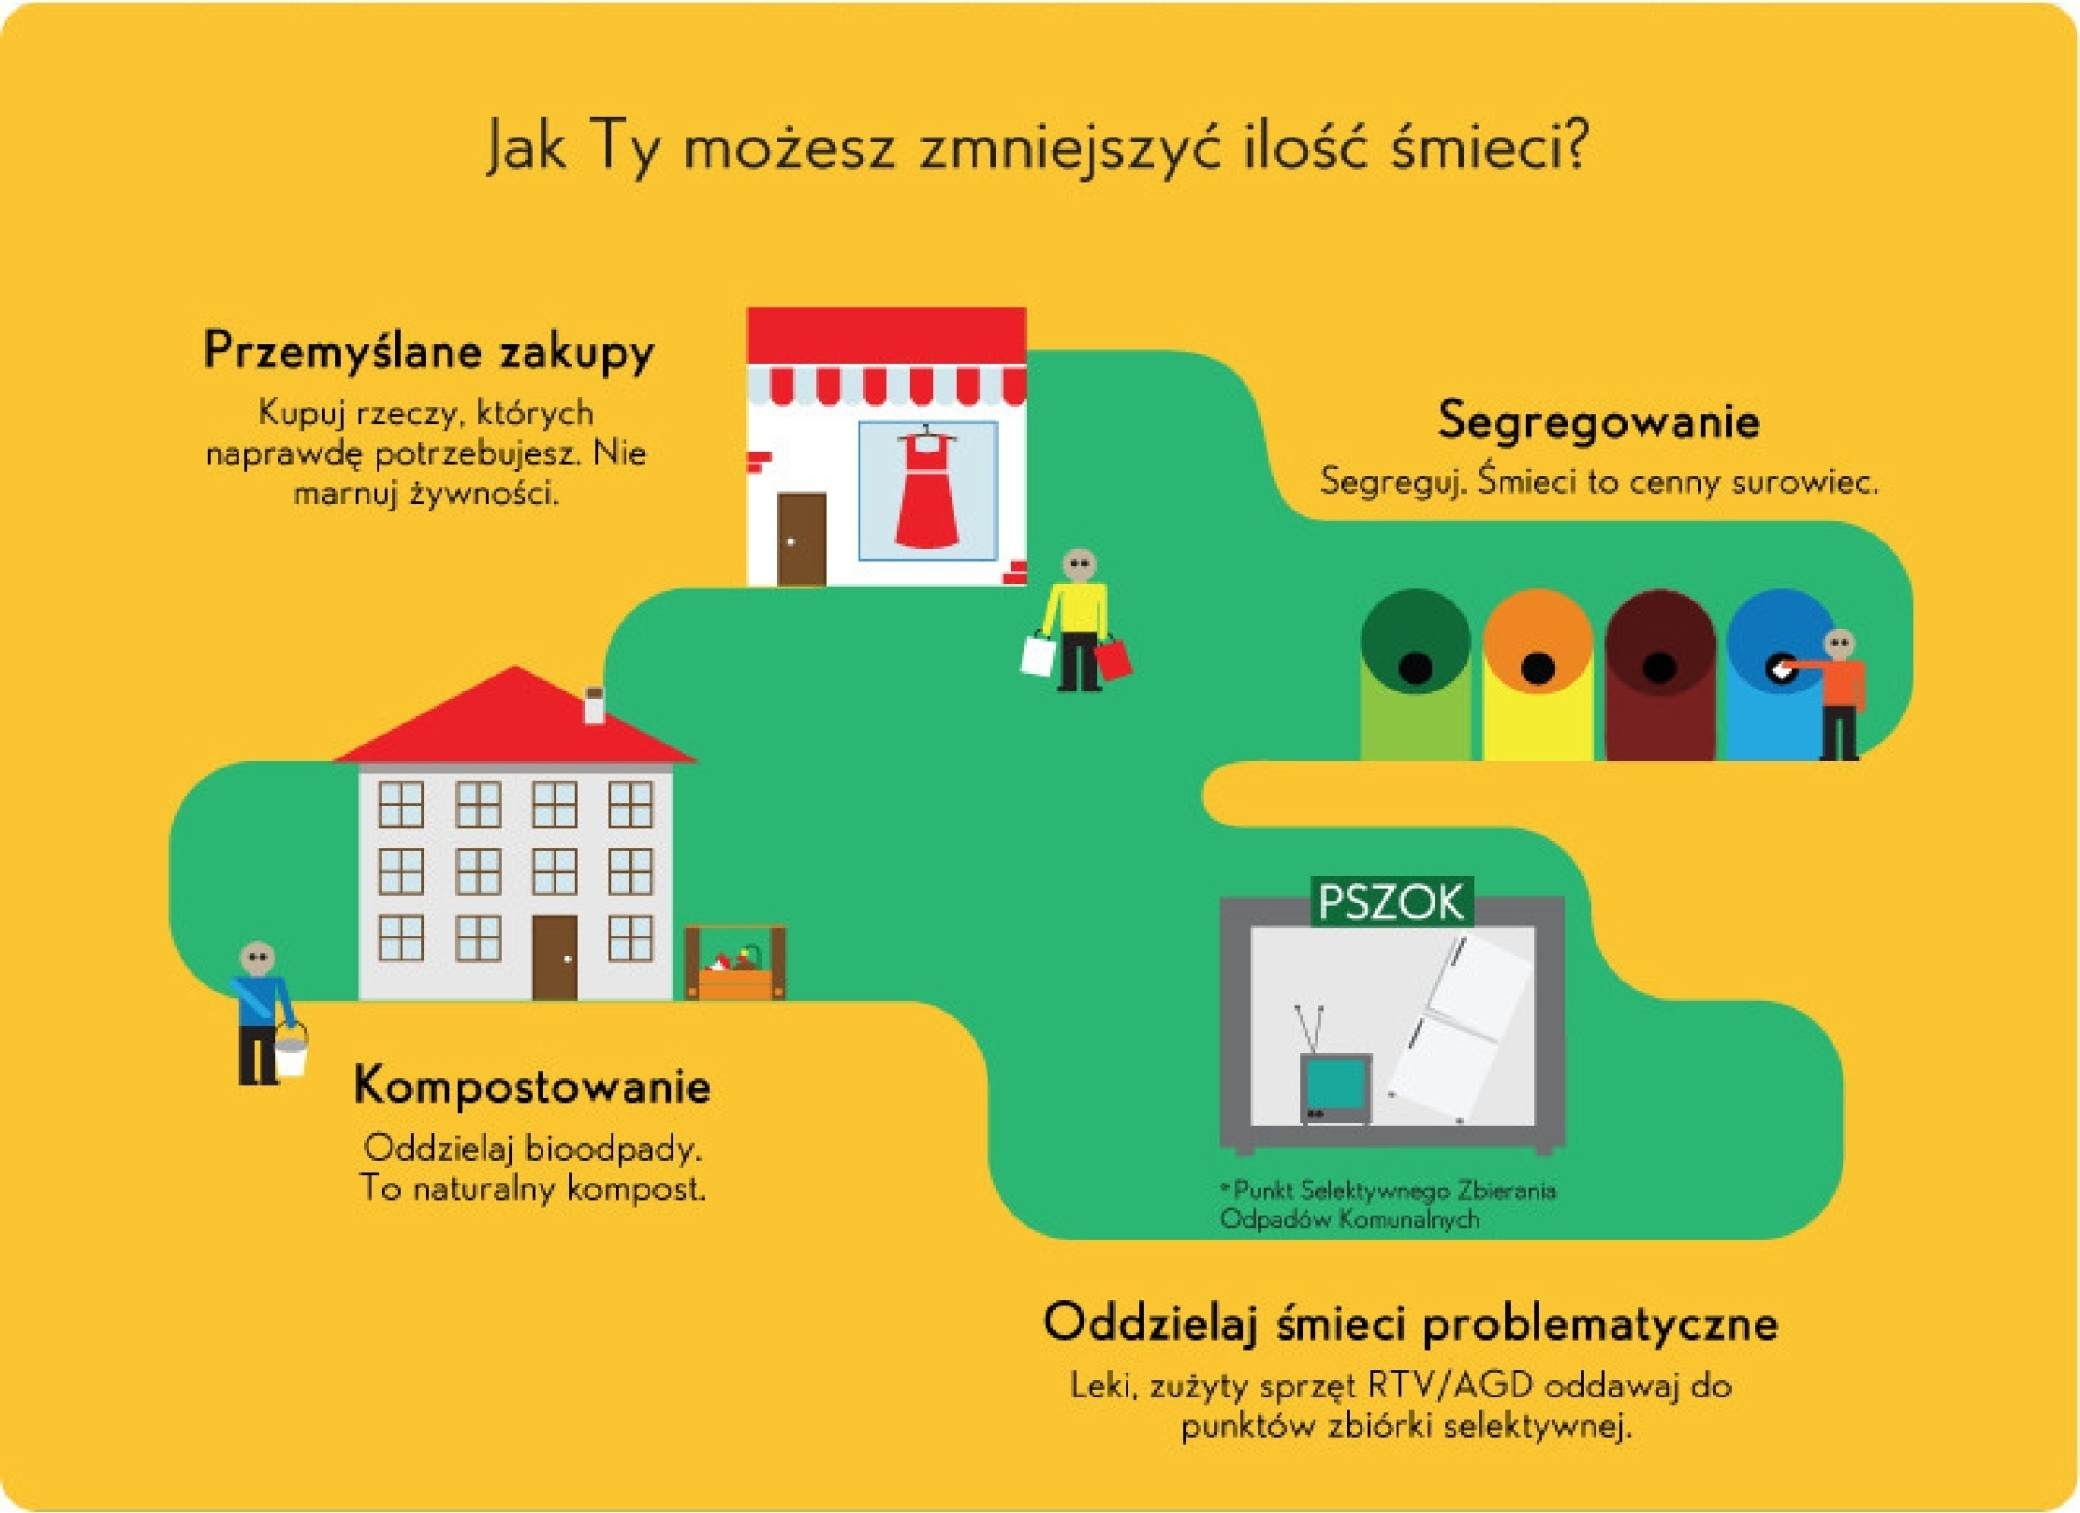 Jak Ty możesz zmniejszyć ilość śmieci?
Przemyślane zakupy
Kupuj rzeczy, których
naprawdę potrzebujesz. Nie
marnuj żywności.
Segregowanie
Segreguj. Śmieci to cenny surowiec.
Kompostowanie
Oddzielaj bioodpady.
To naturalny kompost.
PSZOK
*Punkt Selektywnego Zbierania
Odpadów Komunalnych
Oddzielaj śmieci problematyczne
Leki, zużyty sprzęt RTV/AGD oddawaj do
punktów zbiórki selektywnej.